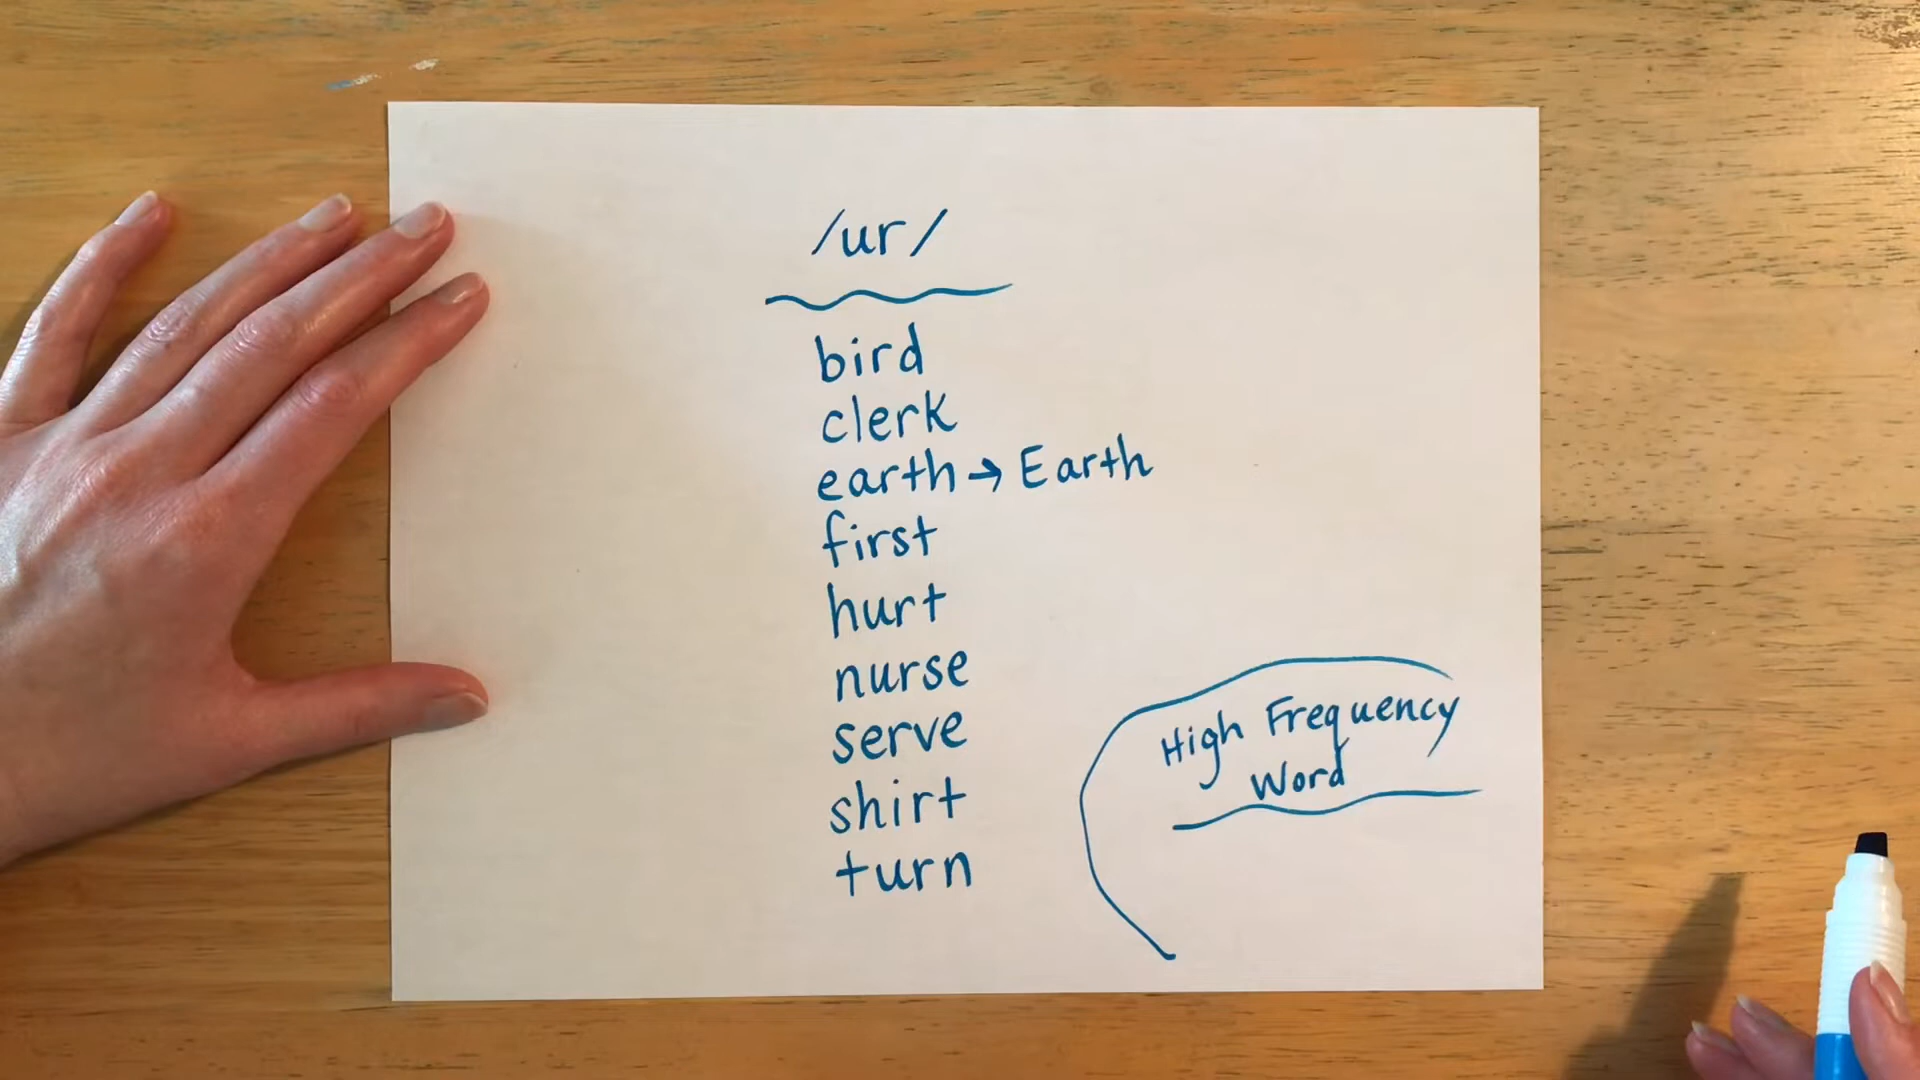 /ur/
bird
clerk
earth → Earth
first
hurt
nurse
serve
shirt
turn
High Frequency
Word